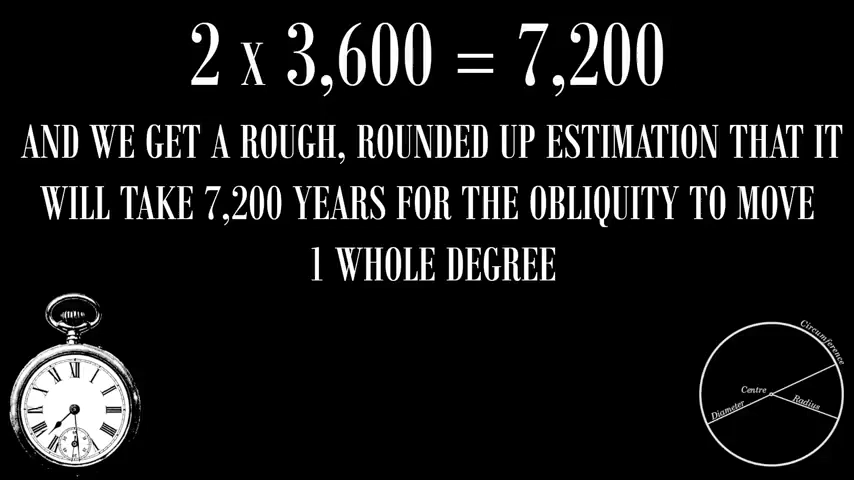 2 x 3,600 = 7,200
AND WE GET A ROUGH, ROUNDED UP ESTIMATION THAT IT
WILL TAKE 7,200 YEARS FOR THE OBLIQUITY TO MOVE
1 WHOLE DEGREE
Circumference
Centre
Diameter
Radius